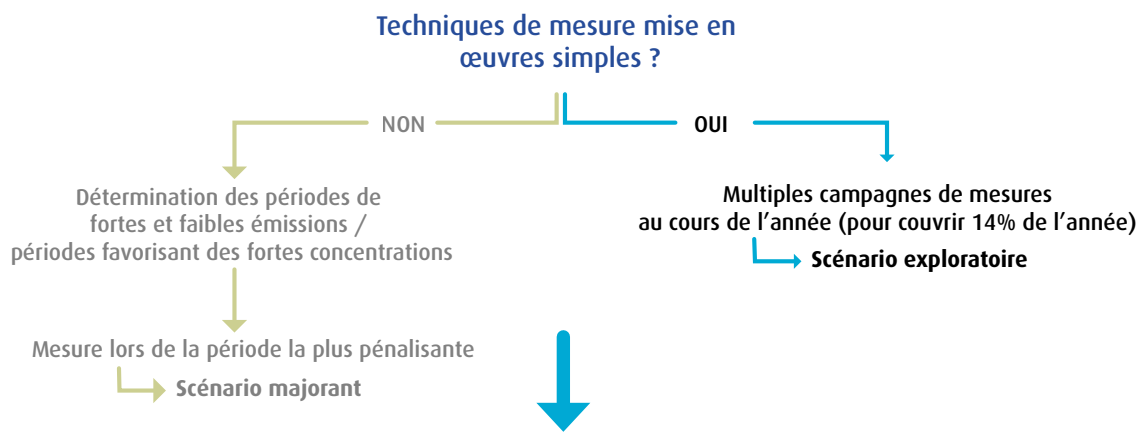 Techniques de mesure mise en
œuvres simples ?
NON
OUI
Détermination des périodes de
fortes et faibles émissions /
périodes favorisant des fortes concentrations
Mesure lors de la période la plus pénalisante
Scénario majorant
Multiples campagnes de mesures
au cours de l'année (pour couvrir 14% de l'année)
Scénario exploratoire